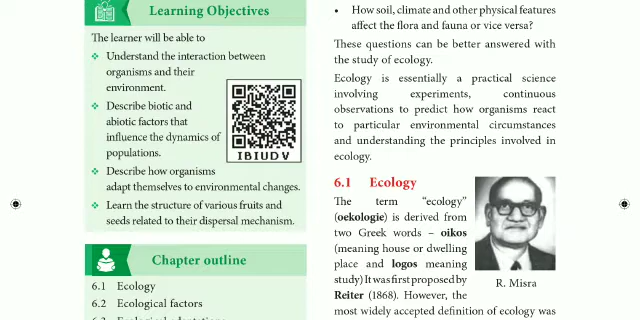 Learning Objectives
The learner will be able to
Understand the interaction between
organisms and their
environment.
Describe biotic and
abiotic factors that
influence the dynamics of
populations.
IBIUDV
Describe how organisms
adapt themselves to environmental changes.
Learn the structure of various fruits and
seeds related to their dispersal mechanism.
Chapter outline
6.1 Ecology
6.2 Ecological factors
6.3 Ecological adaptations
• How soil, climate and other physical features
affect the flora and fauna or vice versa?
These questions can be better answered with
the study of ecology.
Ecology is essentially a practical science
involving experiments, continuous
observations to predict how organisms react
to particular environmental circumstances
and understanding the principles involved in
ecology.
6.1 Ecology
The term “ecology”
(oekologie) is derived from
two Greek words – oikos
(meaning house or dwelling
place and logos meaning
study) It was first proposed by
Reiter (1868). However, the
most widely accepted definition of ecology was
R. Misra